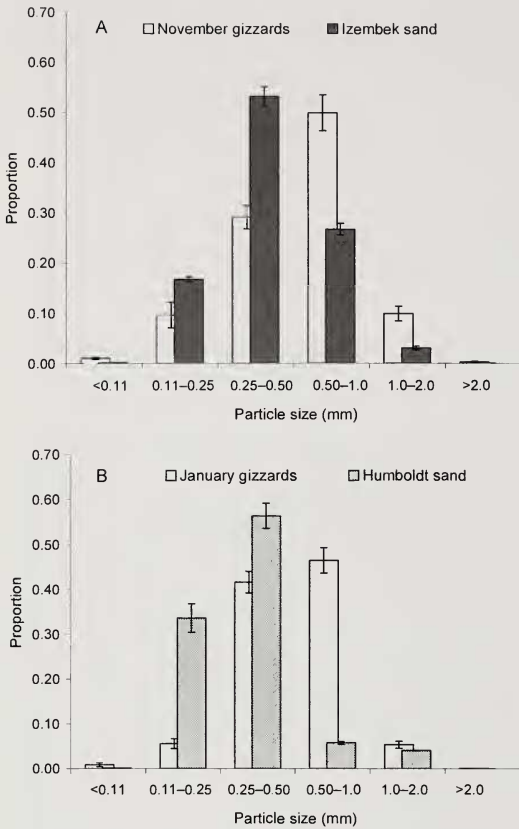 0.70
A
November gizzards
Izembek sand
0.60
0.50
0.40
0.30
0.20
0.10
0.00
Proportion
<0.11 0.11–0.25 0.25–0.50 0.50–1.0 1.0–2.0 >2.0
Particle size (mm)
0.70
B
January gizzards
Humboldt sand
0.60
0.50
0.40
0.30
0.20
0.10
0.00
Proportion
<0.11 0.11–0.25 0.25–0.50 0.50–1.0 1.0–2.0 >2.0
Particle size (mm)